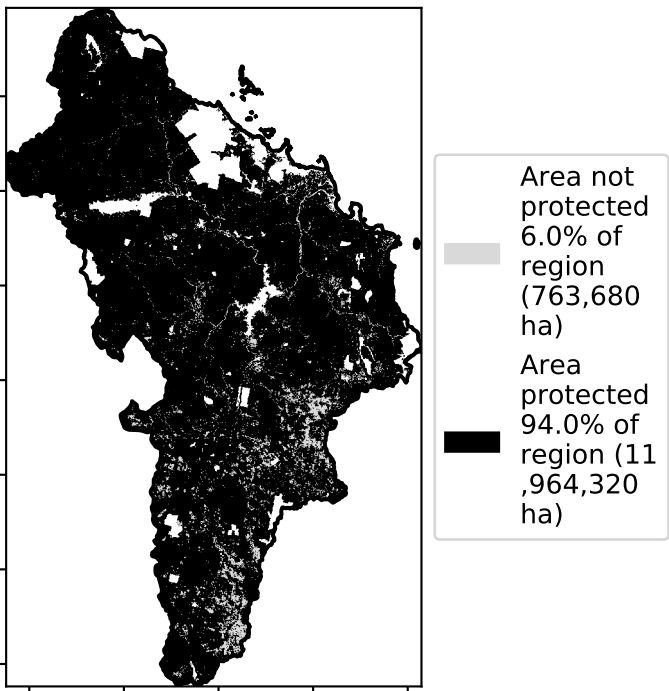 Area not
protected
6.0% of
region
(763,680
ha)
Area
protected
94.0% of
region (11
,964,320
ha)